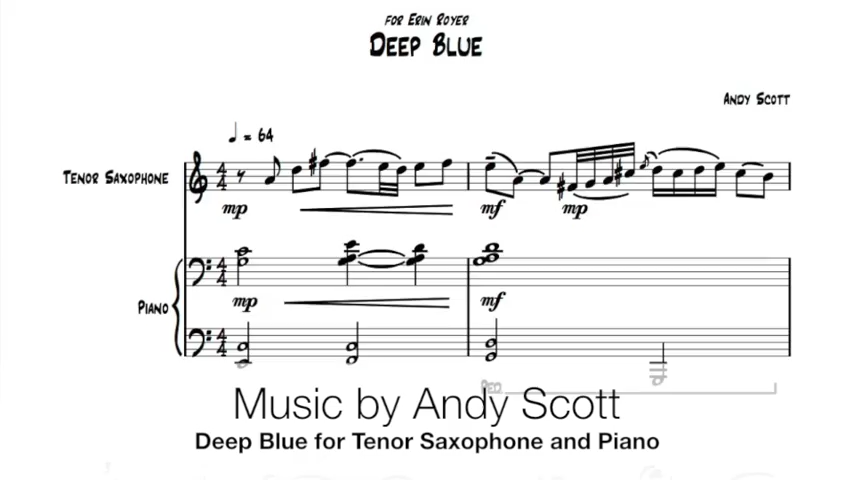 for Erin Royer
Deep Blue
Andy Scott
♩ = 64
Tenor Saxophone
mp
mf
mp
Piano
mp
mf
Ped
Music by Andy Scott
Deep Blue for Tenor Saxophone and Piano